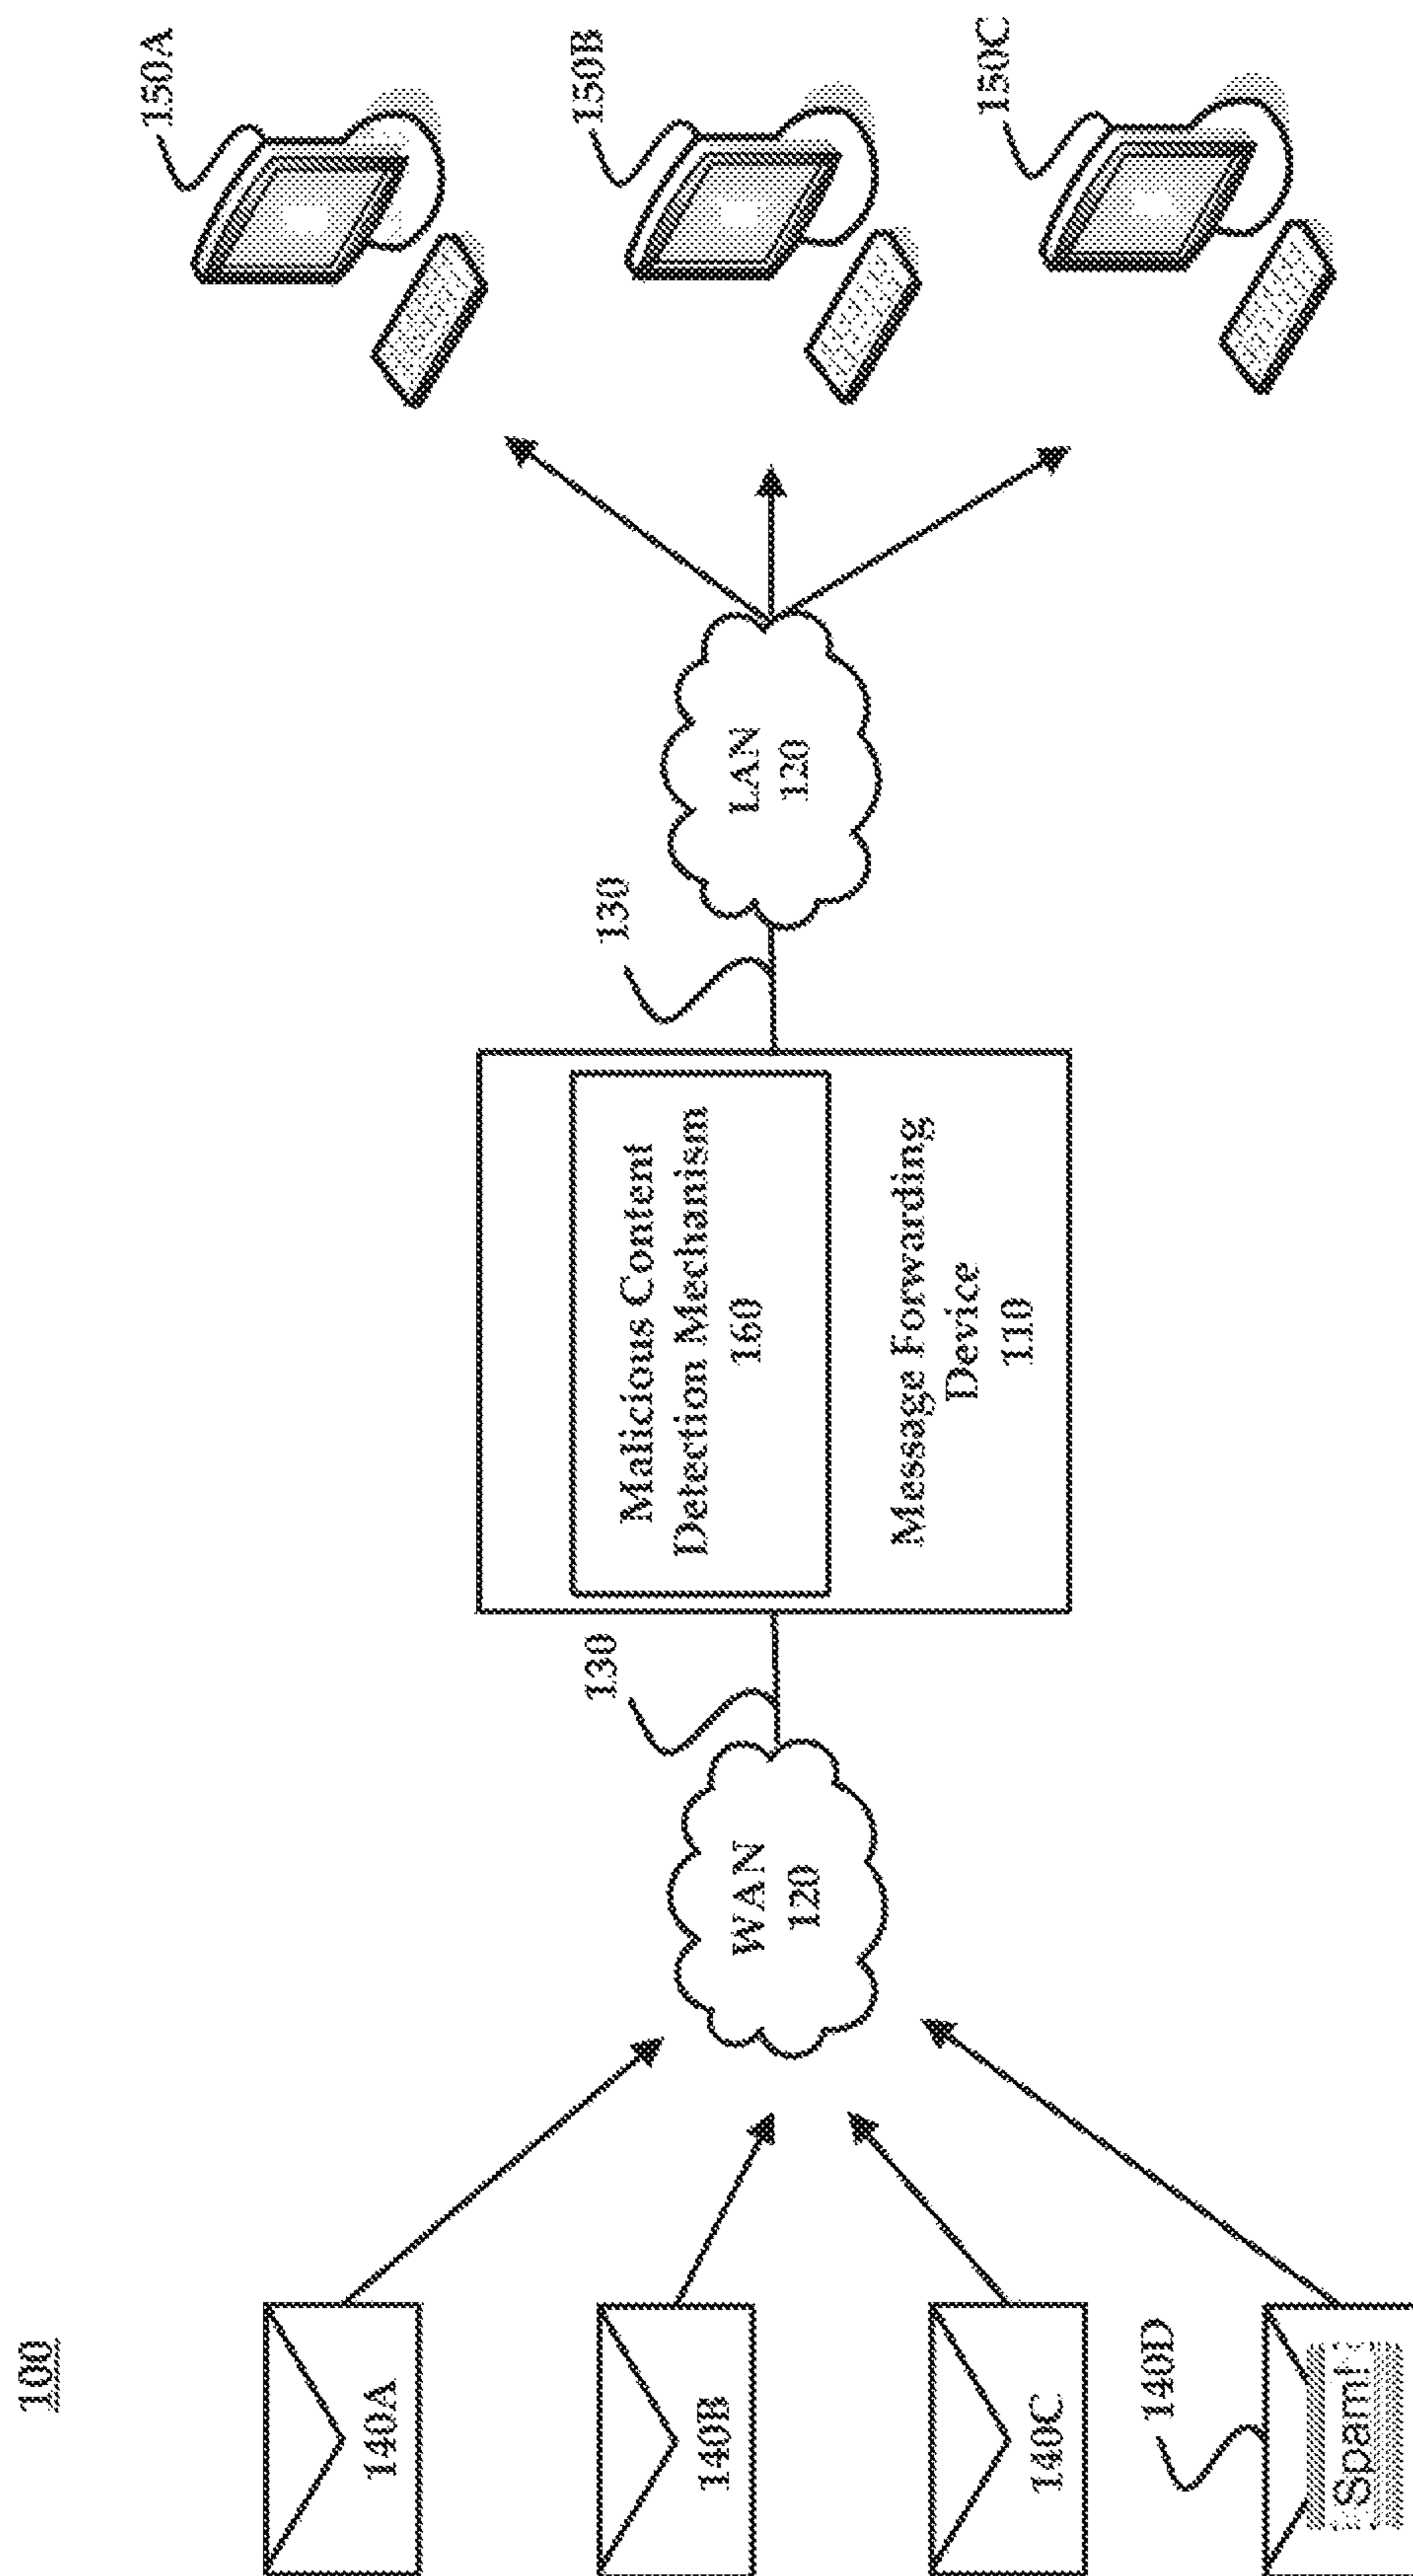 100
140A
140B
140C
140D
Spam!
WAN
120
130
Malicious Content
Detection Mechanism
160
Message Forwarding
Device
110
130
LAN
120
150A
150B
150C